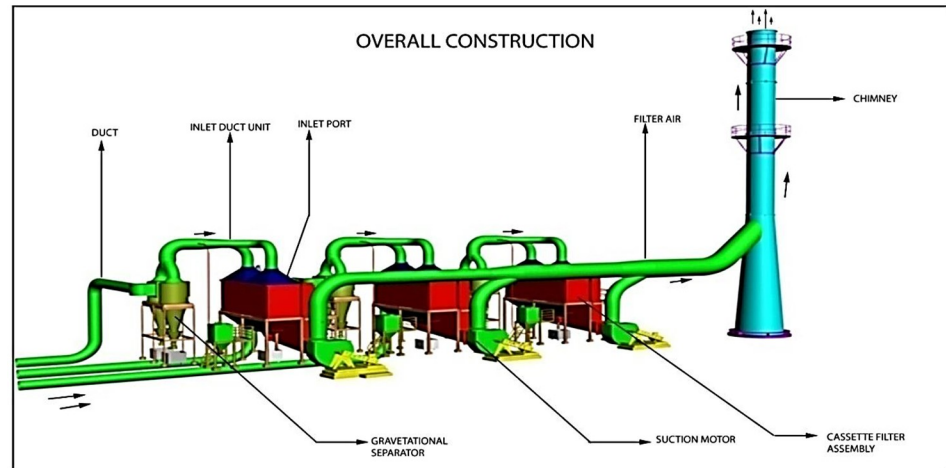 OVERALL CONSTRUCTION
CHIMNEY
DUCT
INLET DUCT UNIT
INLET PORT
FILTER AIR
GRAVETATIONAL
SEPARATOR
SUCTION MOTOR
CASSETTE FILTER
ASSEMBLY